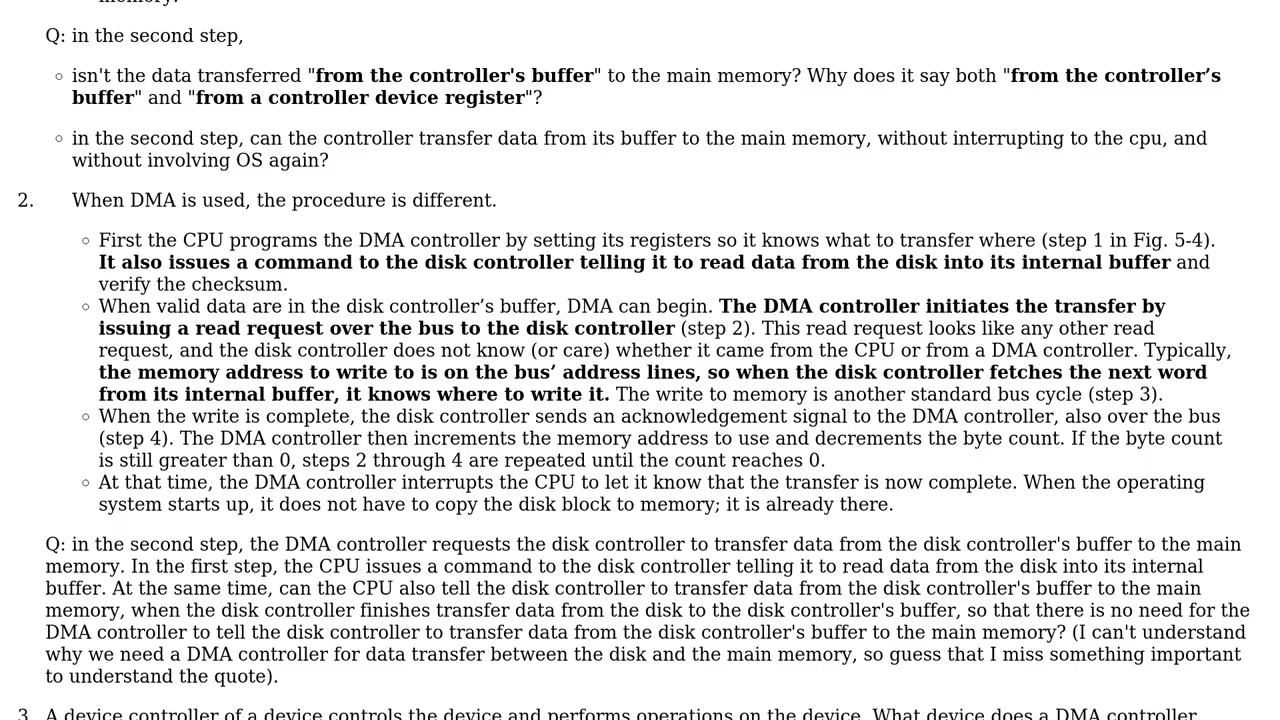 memory.
Q: in the second step,
◦ isn't the data transferred "from the controller's buffer" to the main memory? Why does it say both "from the controller’s
buffer" and "from a controller device register"?
◦ in the second step, can the controller transfer data from its buffer to the main memory, without interrupting to the cpu, and
without involving OS again?
2. When DMA is used, the procedure is different.
◦ First the CPU programs the DMA controller by setting its registers so it knows what to transfer where (step 1 in Fig. 5-4).
It also issues a command to the disk controller telling it to read data from the disk into its internal buffer and
verify the checksum.
◦ When valid data are in the disk controller’s buffer, DMA can begin. The DMA controller initiates the transfer by
issuing a read request over the bus to the disk controller (step 2). This read request looks like any other read
request, and the disk controller does not know (or care) whether it came from the CPU or from a DMA controller. Typically,
the memory address to write to is on the bus’ address lines, so when the disk controller fetches the next word
from its internal buffer, it knows where to write it. The write to memory is another standard bus cycle (step 3).
◦ When the write is complete, the disk controller sends an acknowledgement signal to the DMA controller, also over the bus
(step 4). The DMA controller then increments the memory address to use and decrements the byte count. If the byte count
is still greater than 0, steps 2 through 4 are repeated until the count reaches 0.
◦ At that time, the DMA controller interrupts the CPU to let it know that the transfer is now complete. When the operating
system starts up, it does not have to copy the disk block to memory; it is already there.
Q: in the second step, the DMA controller requests the disk controller to transfer data from the disk controller's buffer to the main
memory. In the first step, the CPU issues a command to the disk controller telling it to read data from the disk into its internal
buffer. At the same time, can the CPU also tell the disk controller to transfer data from the disk controller's buffer to the main
memory, when the disk controller finishes transfer data from the disk to the disk controller's buffer, so that there is no need for the
DMA controller to tell the disk controller to transfer data from the disk controller's buffer to the main memory? (I can't understand
why we need a DMA controller for data transfer between the disk and the main memory, so guess that I miss something important
to understand the quote).
3. A device controller of a device controls the device and performs operations on the device. What device does a DMA controller